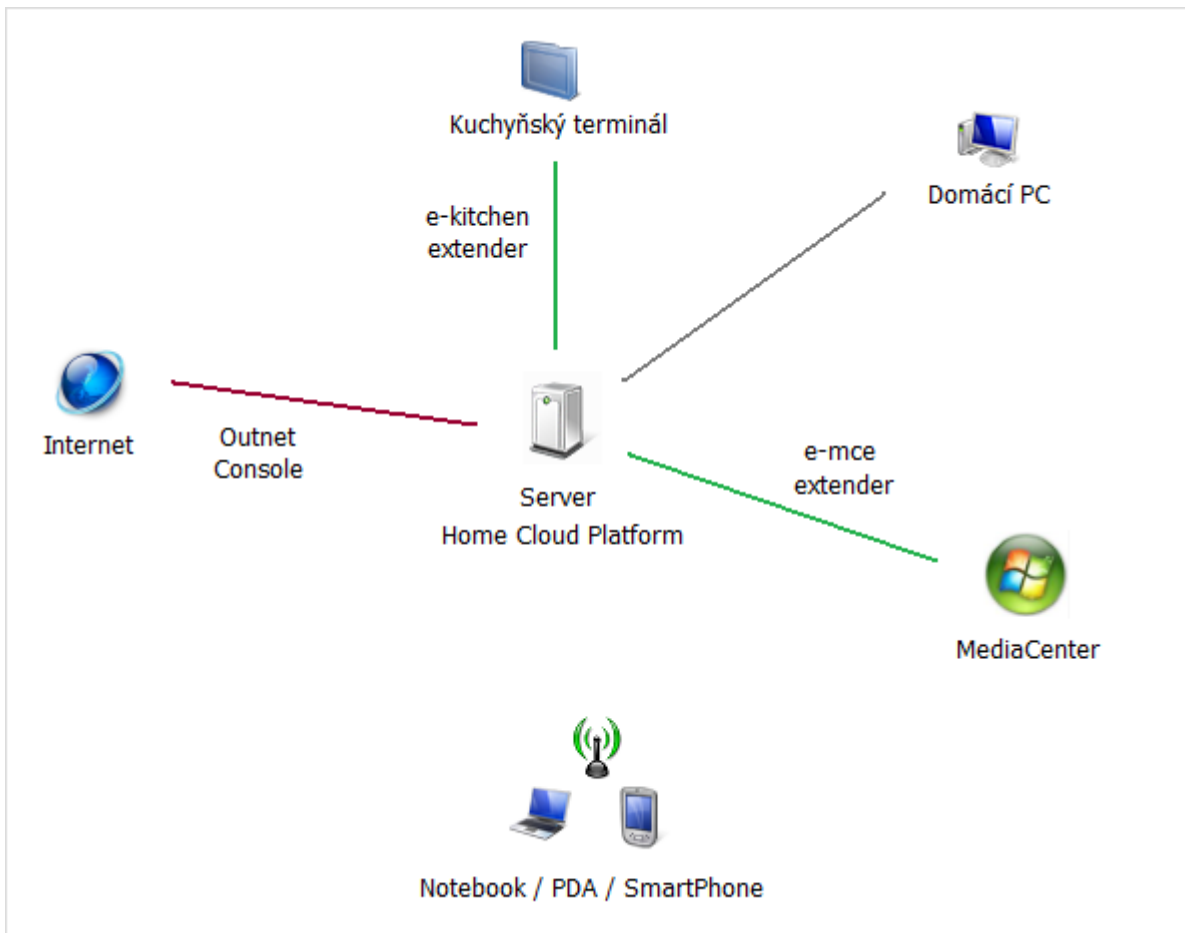 Kuchyňský terminál
Domácí PC
e-kitchen
extender
Internet
Outnet
Console
Server
Home Cloud Platform
e-mce
extender
MediaCenter
Notebook / PDA / SmartPhone